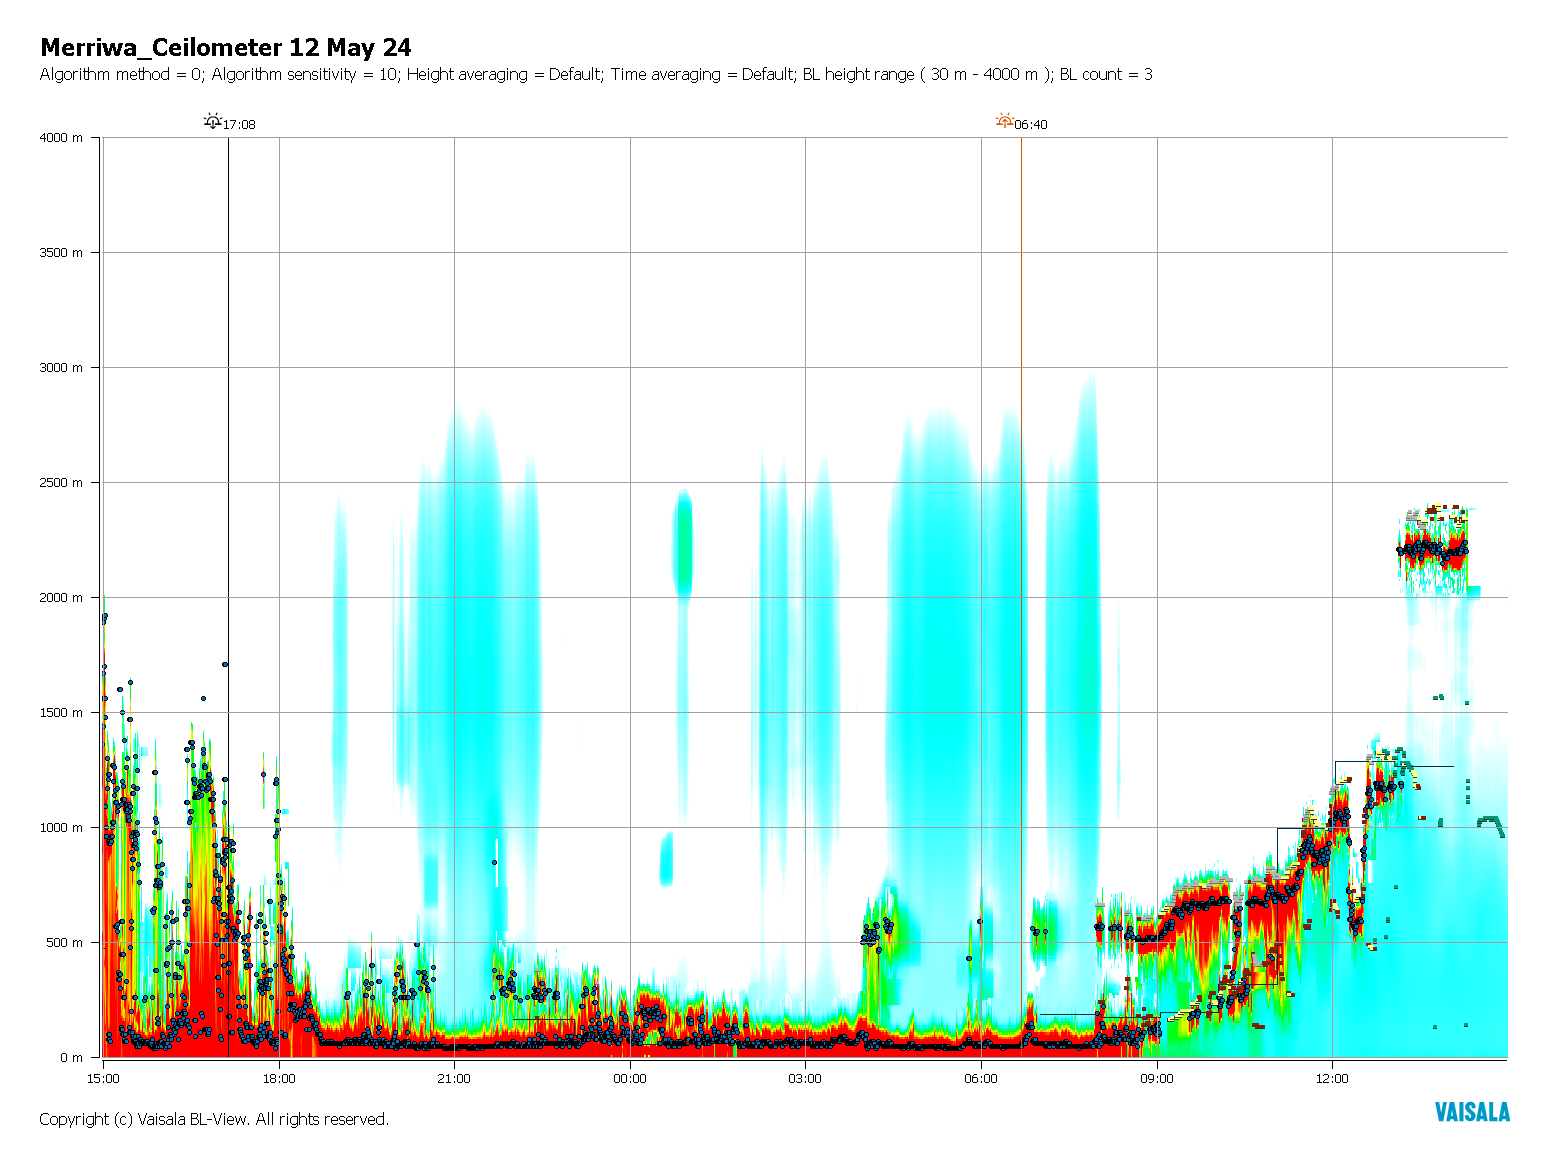 Merriwa_Ceilometer 12 May 24
Algorithm method = 0; Algorithm sensitivity = 10; Height averaging = Default; Time averaging = Default; BL height range ( 30 m - 4000 m ); BL count = 3
17:08 06:40
4000 m
3500 m
3000 m
2500 m
2000 m
1500 m
1000 m
500 m
0 m
15:00 18:00 21:00 00:00 03:00 06:00 09:00 12:00
Copyright (c) Vaisala BL-View. All rights reserved.
VAISALA